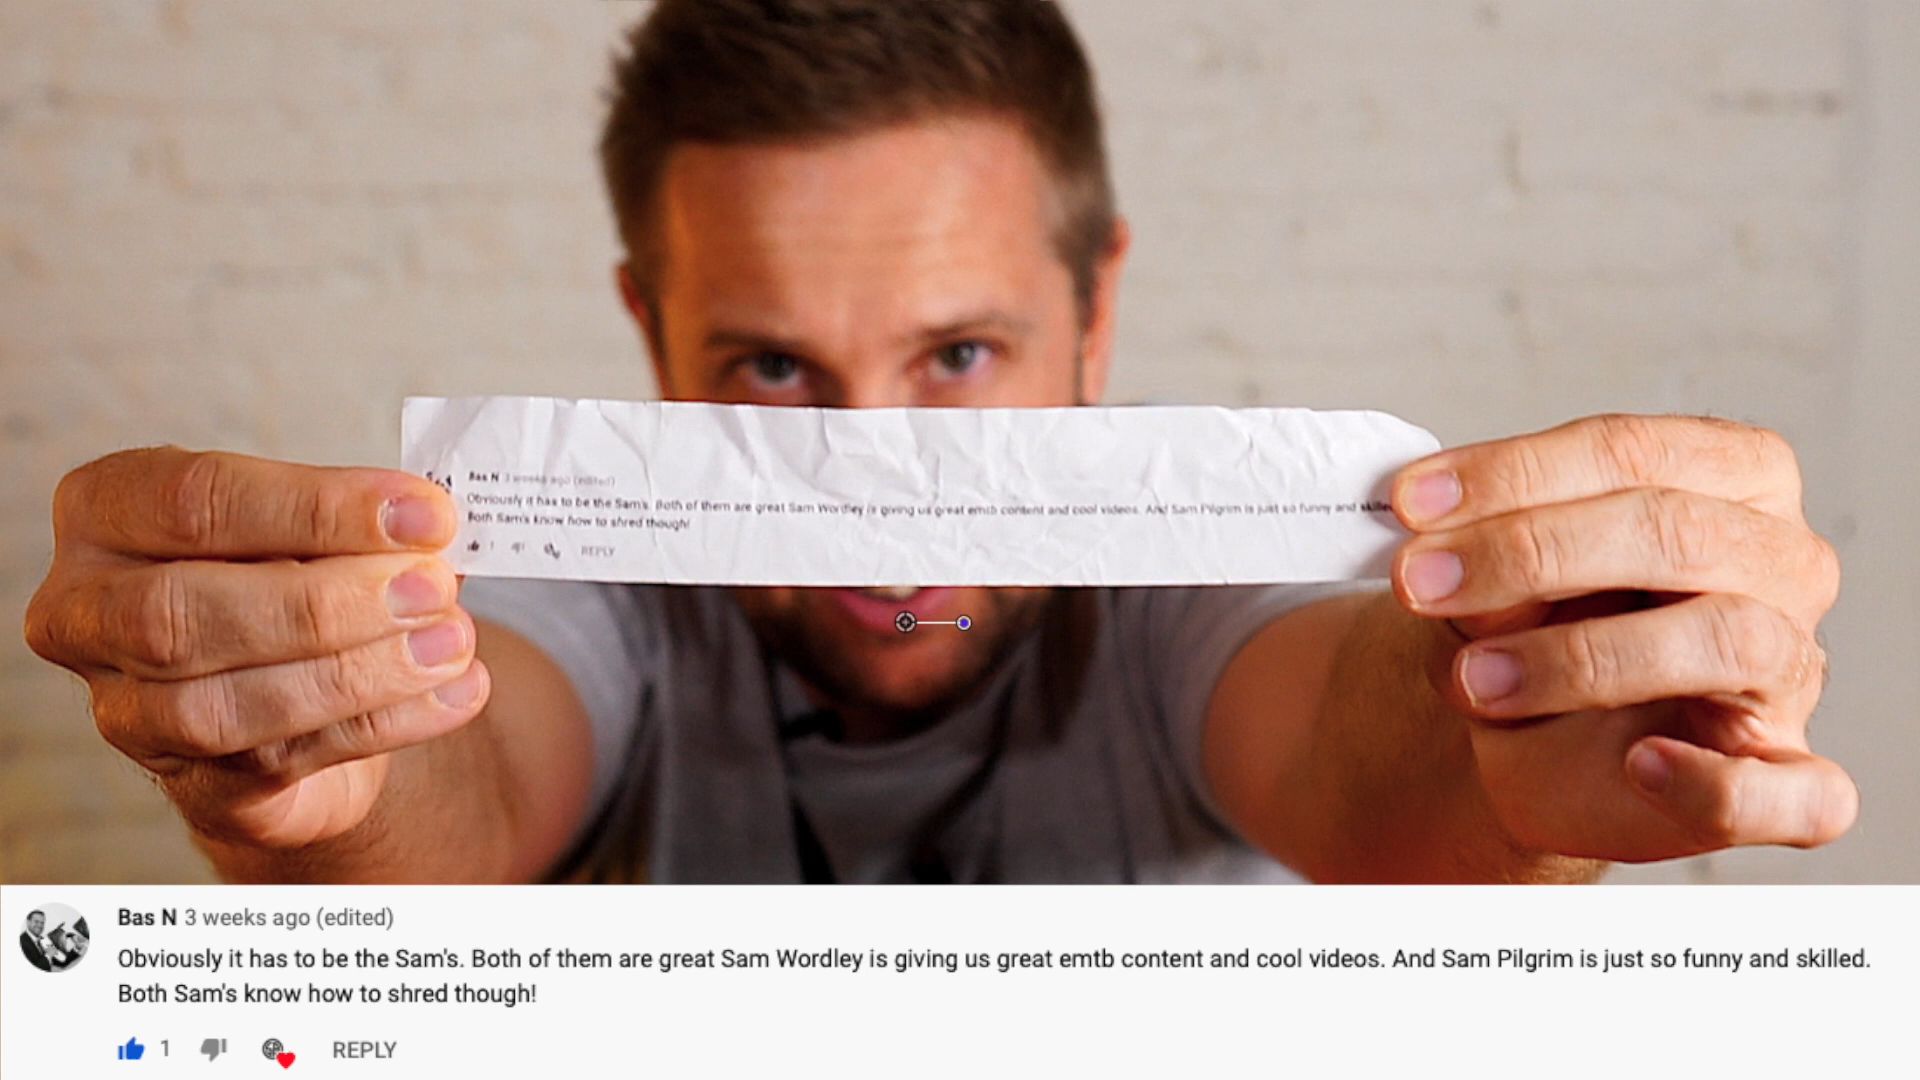 Bas N 3 weeks ago (edited)
Obviously it has to be the Sam's. Both of them are great Sam Wordley is giving us great emtb content and cool videos. And Sam Pilgrim is just so funny and skilled
Both Sam's know how to shred though!
1 REPLY
Bas N 3 weeks ago (edited)
Obviously it has to be the Sam's. Both of them are great Sam Wordley is giving us great emtb content and cool videos. And Sam Pilgrim is just so funny and skilled.
Both Sam's know how to shred though!
1 REPLY